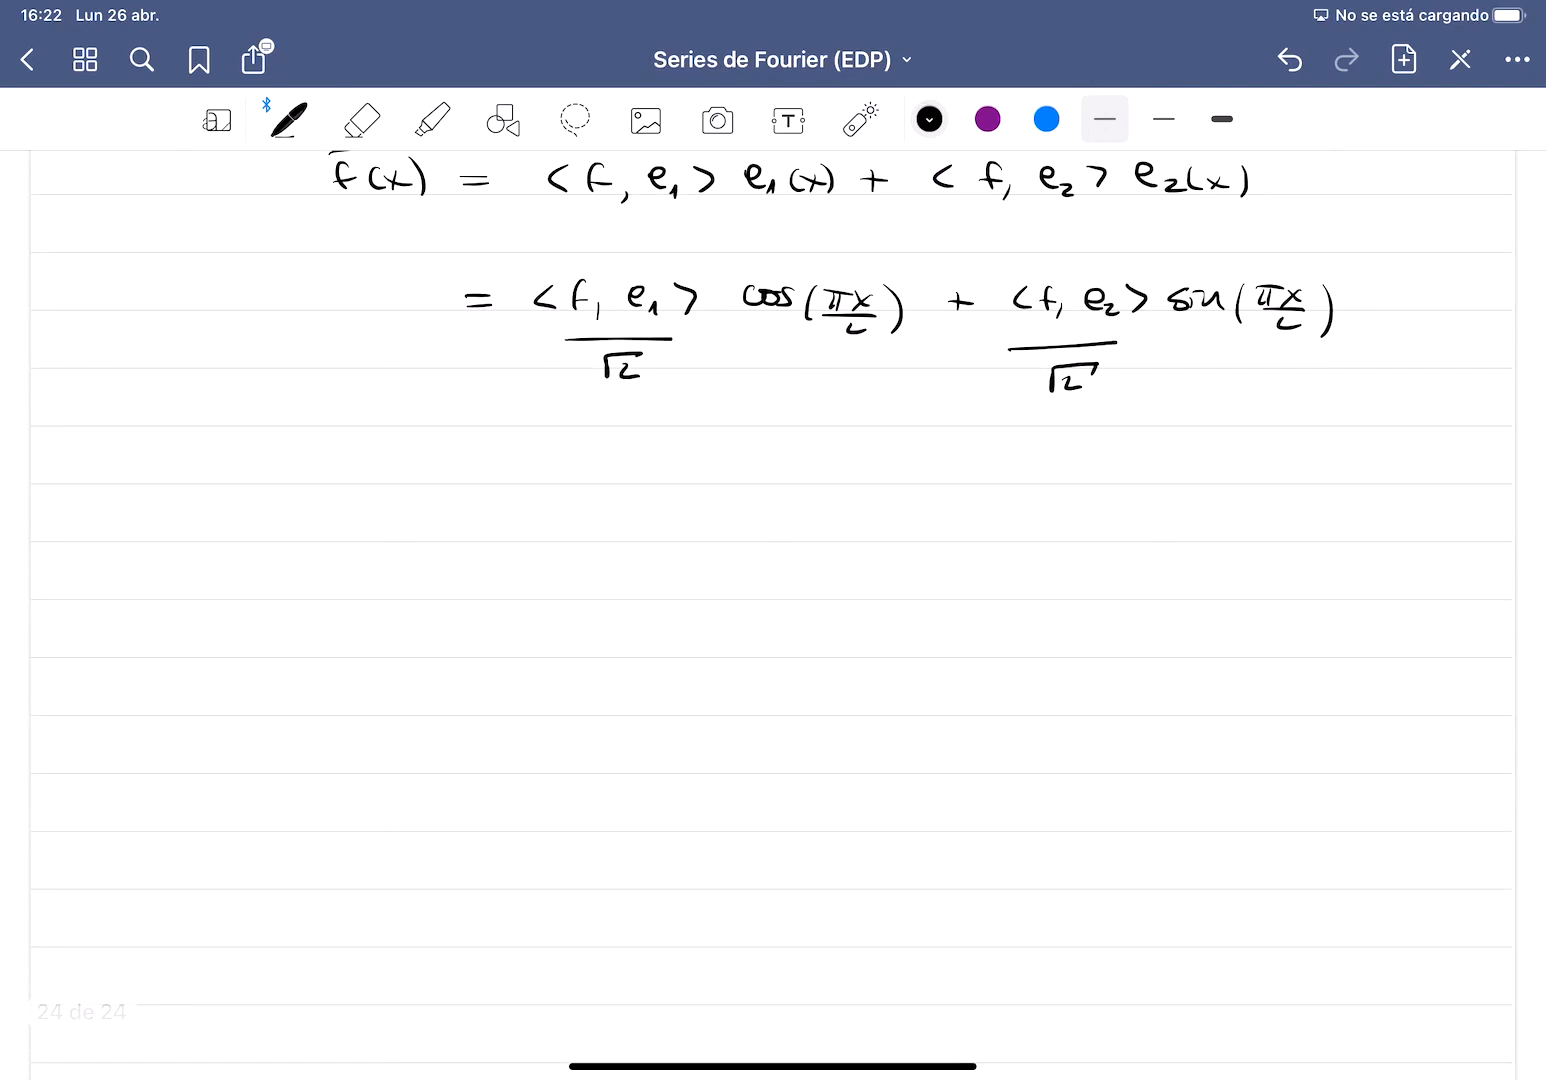 16:22 Lun 26 abr. No se está cargando
Series de Fourier (EDP)
T
f̄(x) = <f, e₁> e₁(x) + <f, e₂> e₂(x)
= <f, e₁>/√2 cos(πx/L) + <f, e₂>/√2 sin(πx/L)
24 de 24